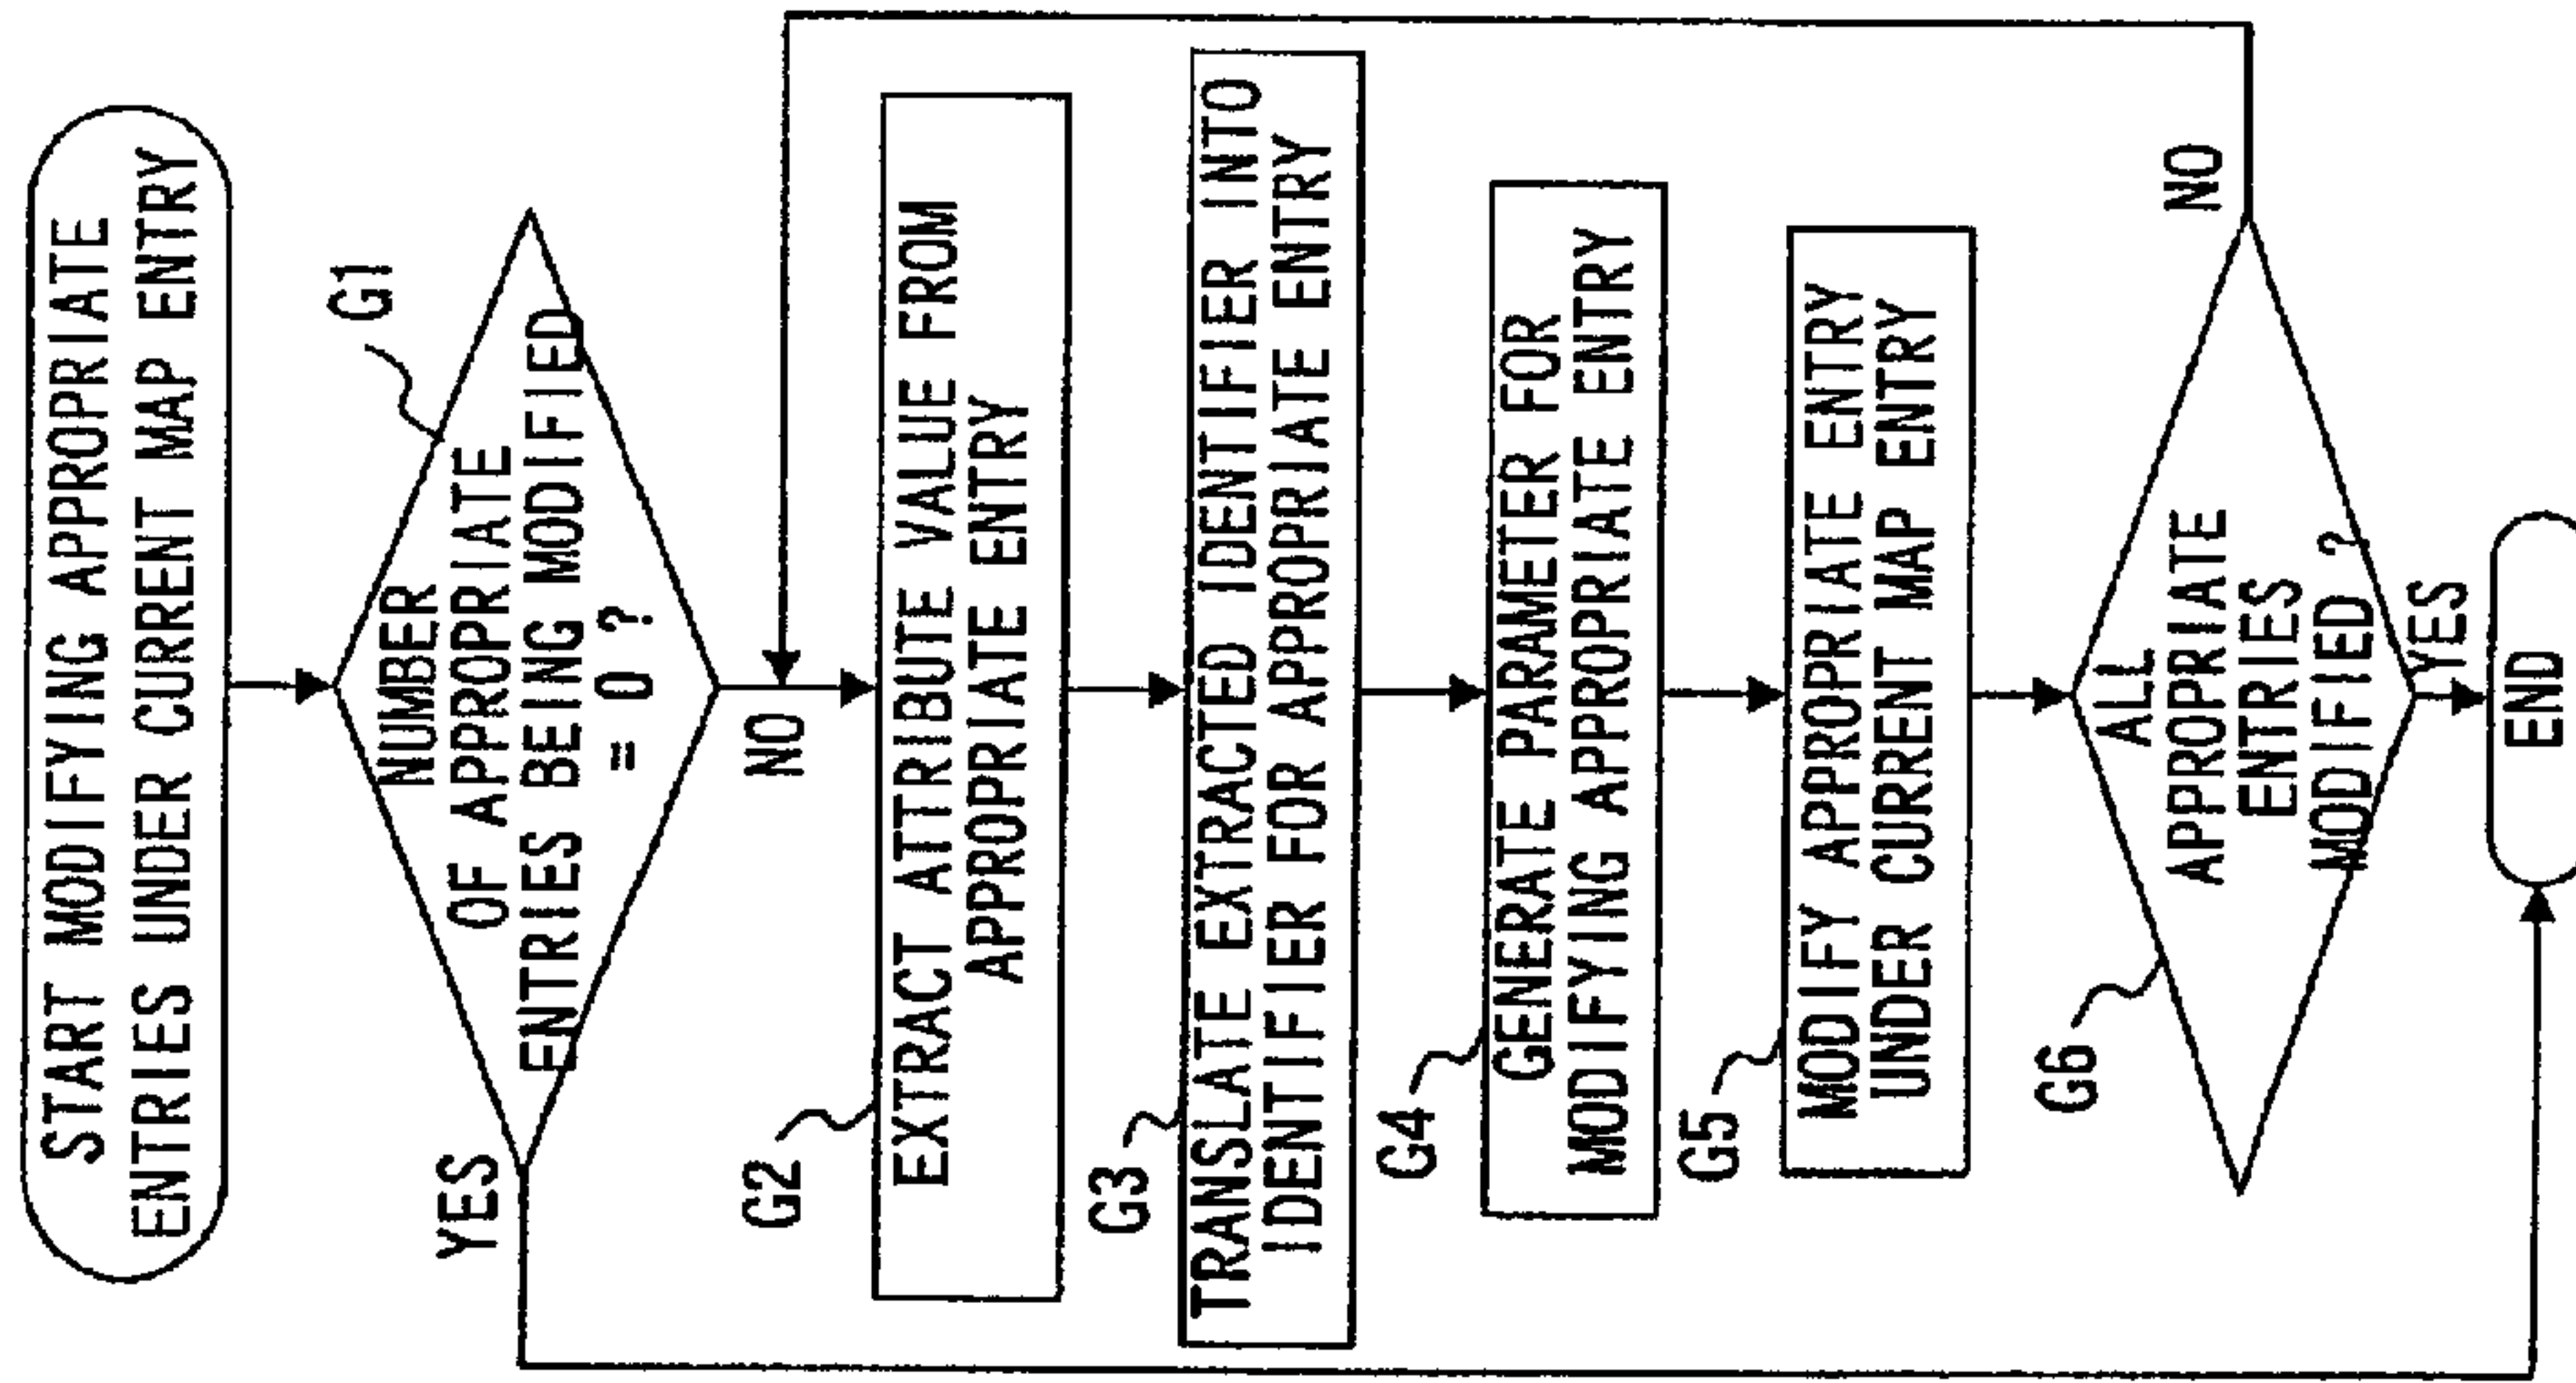 START MODIFYING APPROPRIATE
ENTRIES UNDER CURRENT MAP ENTRY
G1
NUMBER
OF APPROPRIATE
ENTRIES BEING MODIFIED
= 0 ?
YES
NO
G2
EXTRACT ATTRIBUTE VALUE FROM
APPROPRIATE ENTRY
G3
TRANSLATE EXTRACTED IDENTIFIER INTO
IDENTIFIER FOR APPROPRIATE ENTRY
G4
GENERATE PARAMETER FOR
MODIFYING APPROPRIATE ENTRY
G5
MODIFY APPROPRIATE ENTRY
UNDER CURRENT MAP ENTRY
G6
ALL
APPROPRIATE
ENTRIES
MODIFIED ?
NO
YES
END